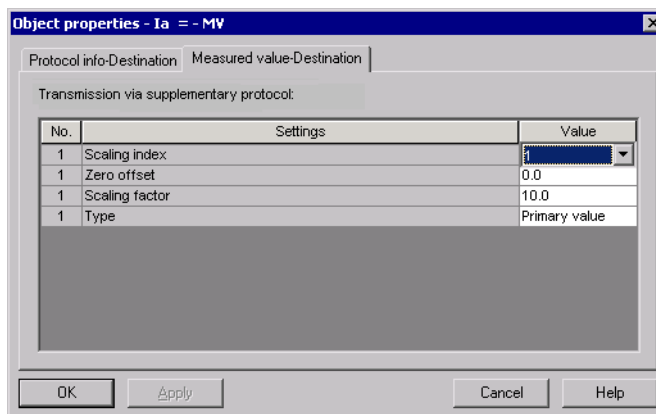 Object properties - Ia = - MV
Protocol info-Destination Measured value-Destination
Transmission via supplementary protocol:
No. Settings Value
1 Scaling index 1
1 Zero offset 0.0
1 Scaling factor 10.0
1 Type Primary value
OK Apply Cancel Help